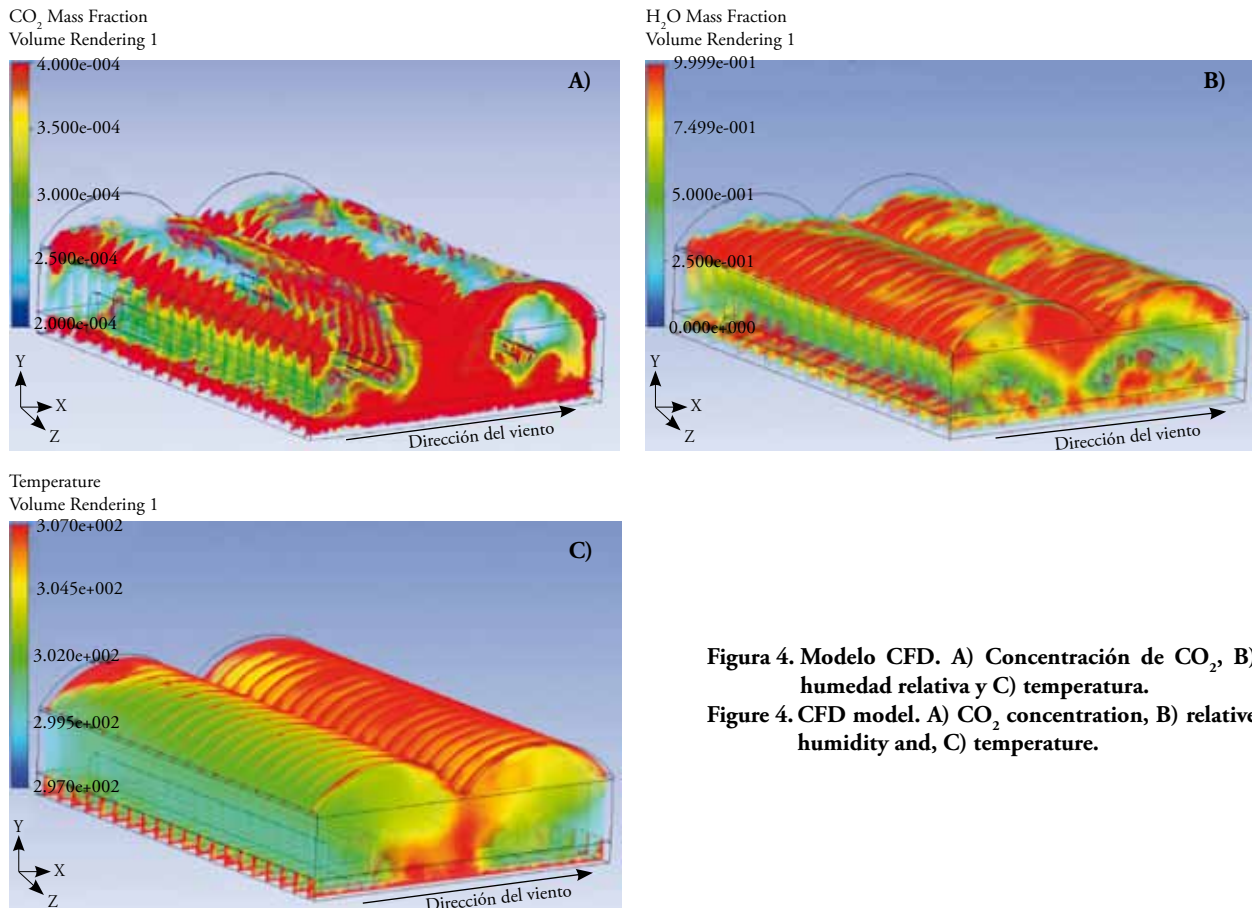 CO₂ Mass Fraction
Volume Rendering 1
4.000e-004
3.500e-004
3.000e-004
2.500e-004
2.000e-004
A)
Y
X
Z
Dirección del viento
H₂O Mass Fraction
Volume Rendering 1
9.999e-001
7.499e-001
5.000e-001
2.500e-001
0.000e+000
B)
Y
X
Z
Dirección del viento
Temperature
Volume Rendering 1
3.070e+002
3.045e+002
3.020e+002
2.995e+002
2.970e+002
C)
Y
X
Z
Dirección del viento
Figura 4. Modelo CFD. A) Concentración de CO₂, B)
humedad relativa y C) temperatura.
Figure 4. CFD model. A) CO₂ concentration, B) relative
humidity and, C) temperature.